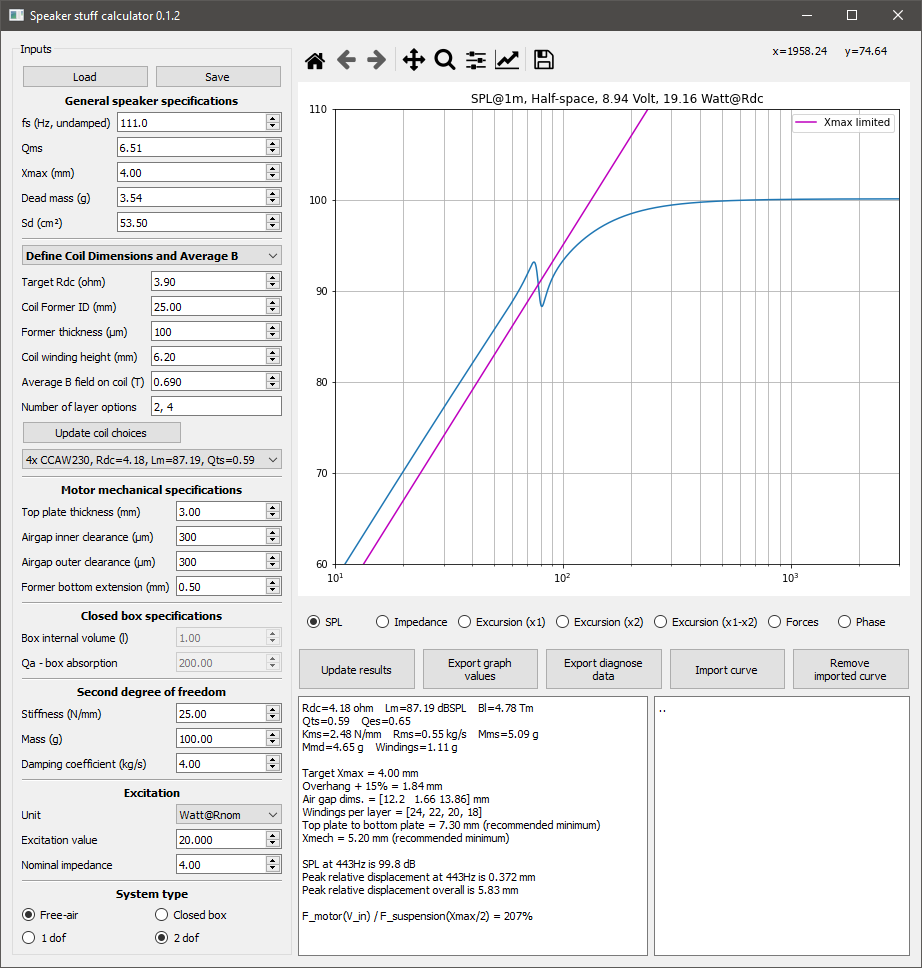 Speaker stuff calculator 0.1.2
Inputs
Load
Save
General speaker specifications
fs (Hz, undamped) 111.0
Qms 6.51
Xmax (mm) 4.00
Dead mass (g) 3.54
Sd (cm²) 53.50
Define Coil Dimensions and Average B
Target Rdc (ohm) 3.90
Coil Former ID (mm) 25.00
Former thickness (µm) 100
Coil winding height (mm) 6.20
Average B field on coil (T) 0.690
Number of layer options 2, 4
Update coil choices
4x CCAW230, Rdc=4.18, Lm=87.19, Qts=0.59
Motor mechanical specifications
Top plate thickness (mm) 3.00
Airgap inner clearance (µm) 300
Airgap outer clearance (µm) 300
Former bottom extension (mm) 0.50
Closed box specifications
Box internal volume (l) 1.00
Qa - box absorption 200.00
Second degree of freedom
Stiffness (N/mm) 25.00
Mass (g) 100.00
Damping coefficient (kg/s) 4.00
Excitation
Unit Watt@Rnom
Excitation value 20.000
Nominal impedance 4.00
System type
Free-air Closed box
1 dof 2 dof
x=1958.24 y=74.64
SPL@1m, Half-space, 8.94 Volt, 19.16 Watt@Rdc
Xmax limited
110
100
90
80
70
60
10¹ 10² 10³
SPL Impedance Excursion (x1) Excursion (x2) Excursion (x1-x2) Forces Phase
Update results
Export graph
values
Export diagnose
data
Import curve
Remove
imported curve
Rdc=4.18 ohm Lm=87.19 dBSPL Bl=4.78 Tm
Qts=0.59 Qes=0.65
Kms=2.48 N/mm Rms=0.55 kg/s Mms=5.09 g
Mmd=4.65 g Windings=1.11 g
Target Xmax = 4.00 mm
Overhang + 15% = 1.84 mm
Air gap dims. = [12.2 1.66 13.86] mm
Windings per layer = [24, 22, 20, 18]
Top plate to bottom plate = 7.30 mm (recommended minimum)
Xmech = 5.20 mm (recommended minimum)
SPL at 443Hz is 99.8 dB
Peak relative displacement at 443Hz is 0.372 mm
Peak relative displacement overall is 5.83 mm
F_motor(V_in) / F_suspension(Xmax/2) = 207%
..